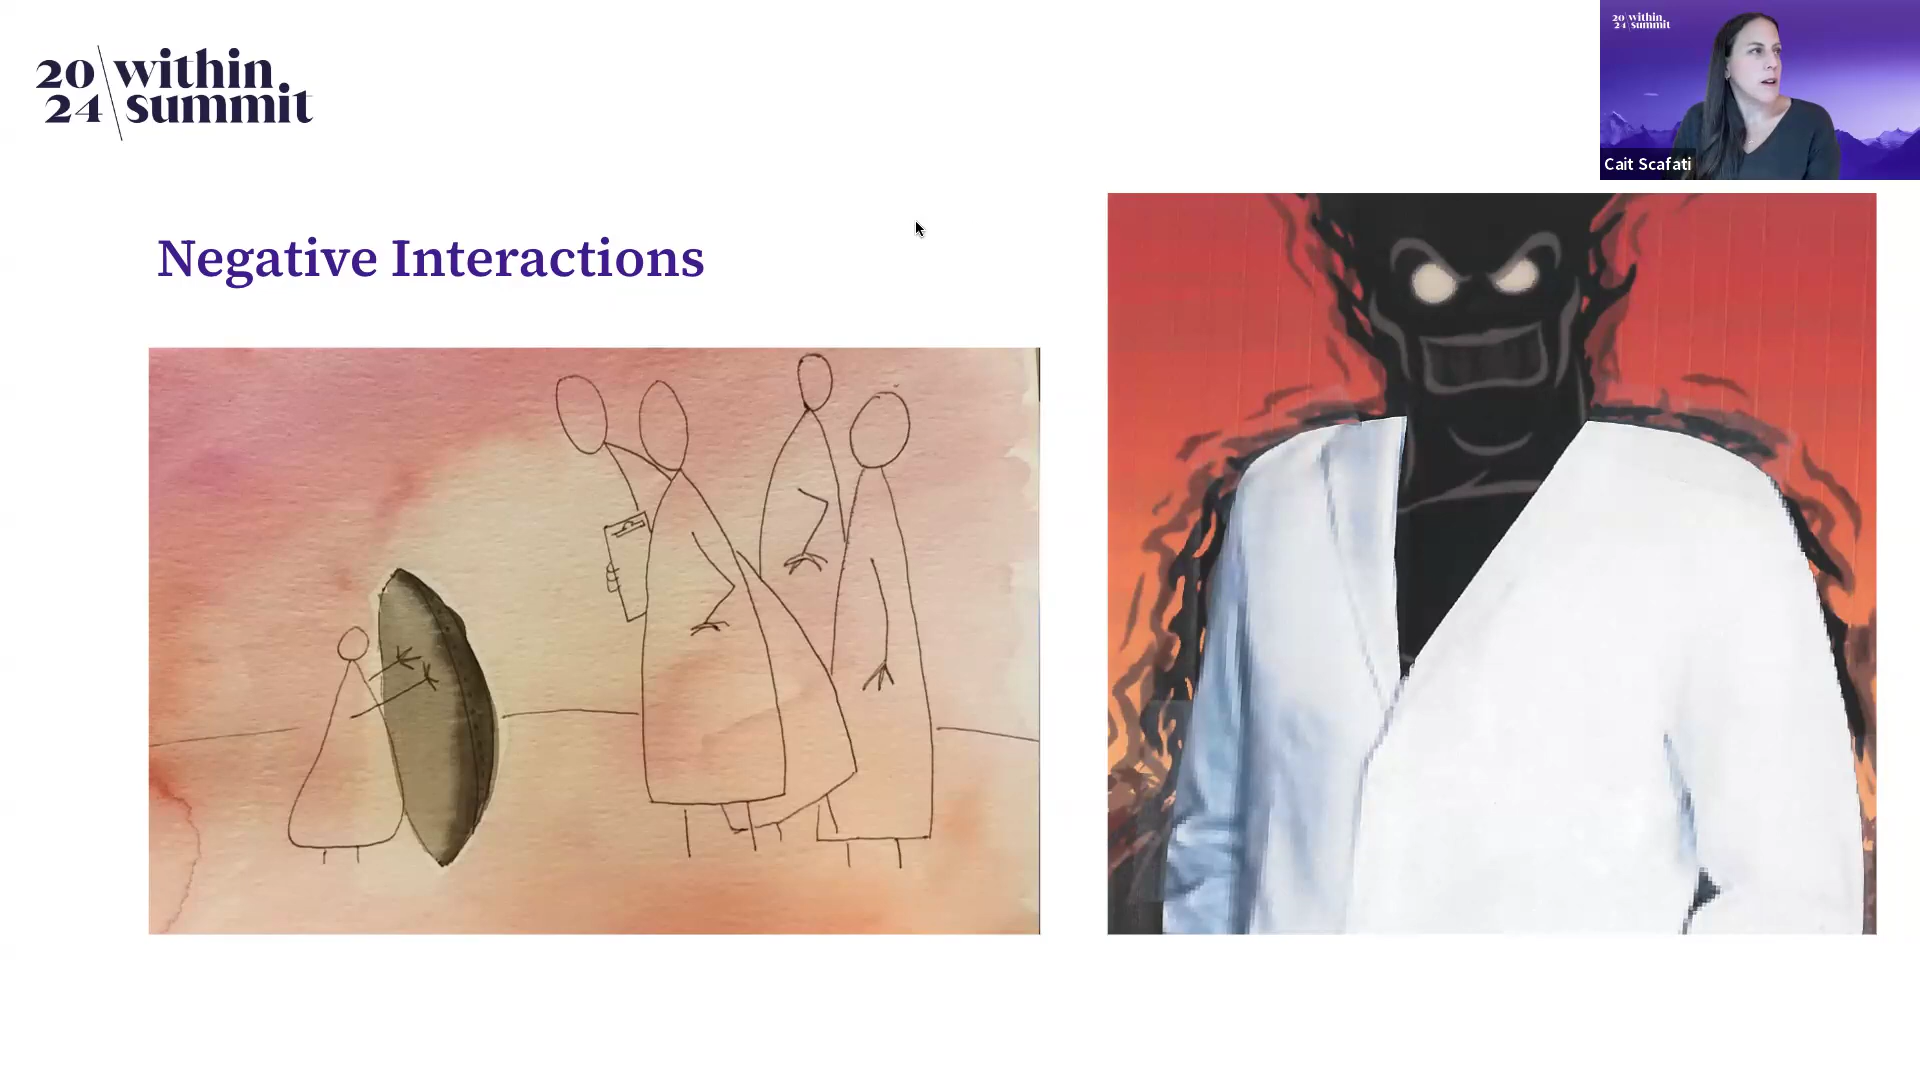 20 within
24 summit
20 within
24 summit
Cait Scafati
Negative Interactions